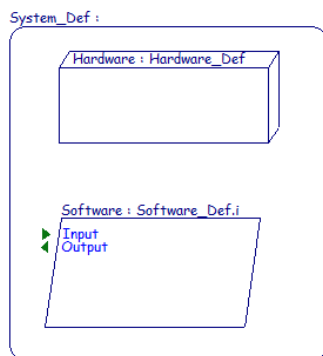 System_Def :
Hardware : Hardware_Def
Software : Software_Def.i
Input
Output